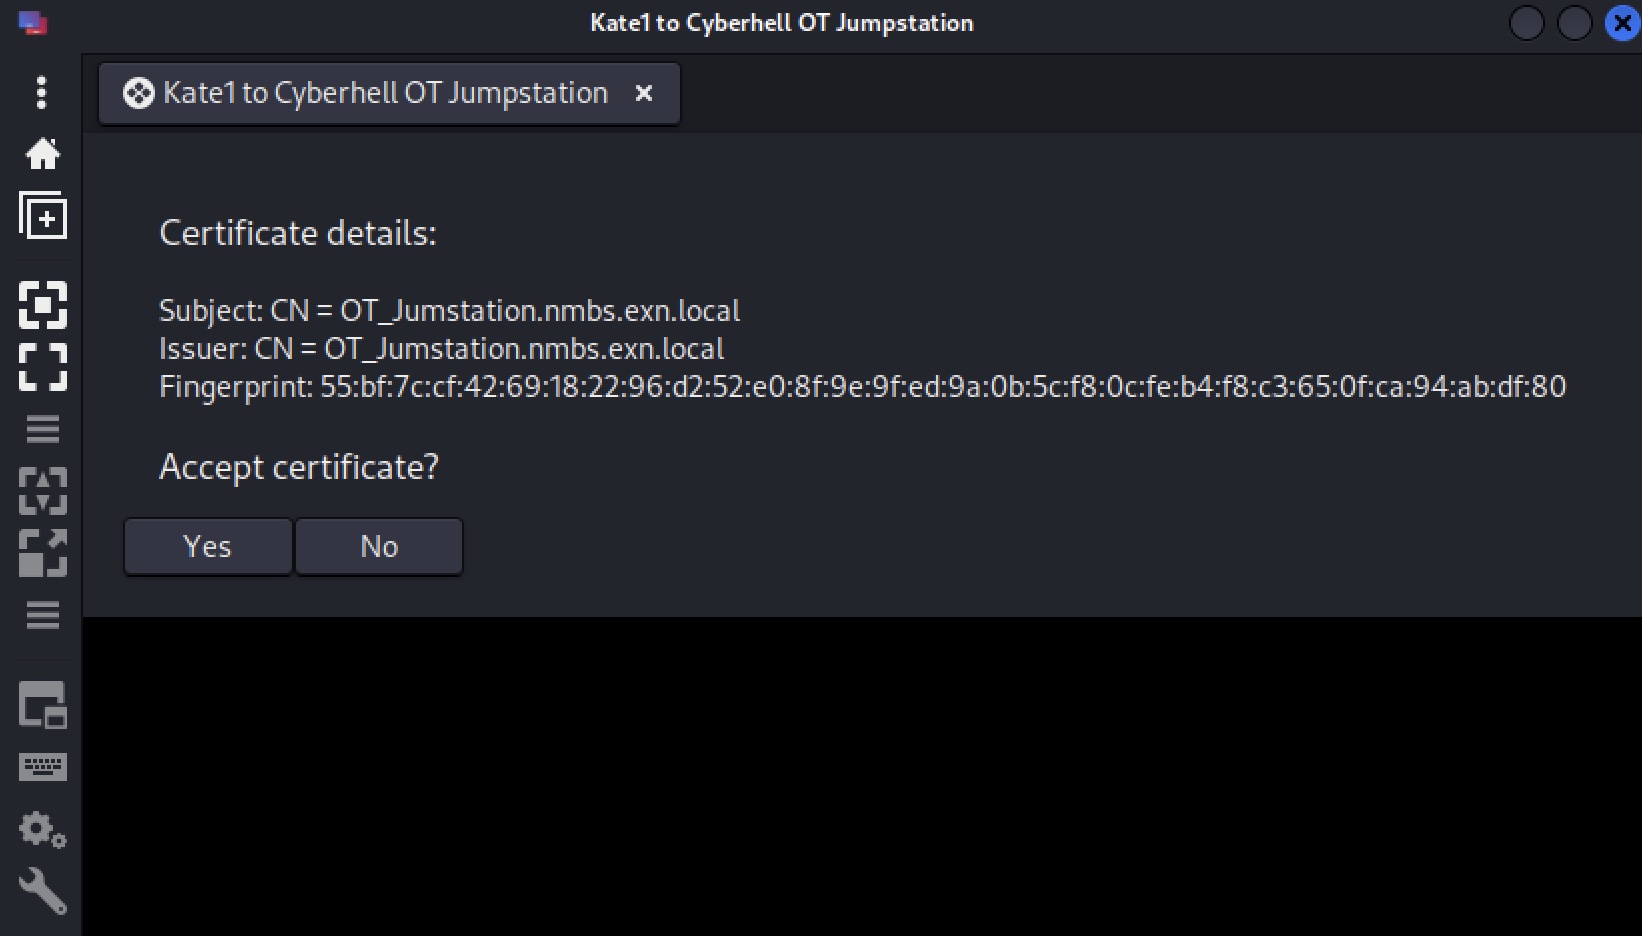 Kate1 to Cyberhell OT Jumpstation
Kate1 to Cyberhell OT Jumpstation
Certificate details:
Subject: CN = OT_Jumstation.nmbs.exn.local
Issuer: CN = OT_Jumstation.nmbs.exn.local
Fingerprint: 55:bf:7c:cf:42:69:18:22:96:d2:52:e0:8f:9e:9f:ed:9a:0b:5c:f8:0c:fe:b4:f8:c3:65:0f:ca:94:ab:df:80
Accept certificate?
Yes No